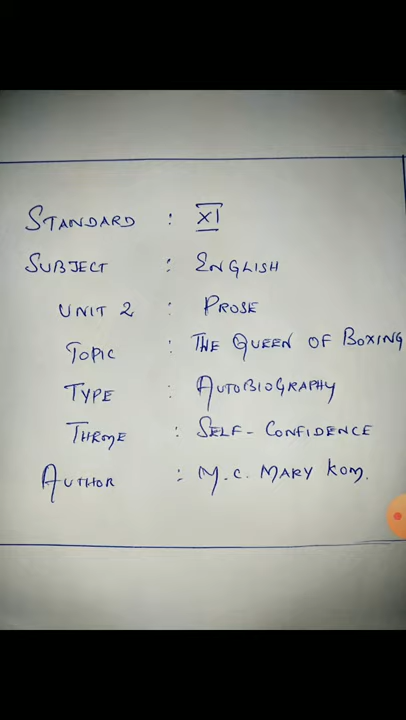 STANDARD : XI
SUBJECT : ENGLISH
UNIT 2 : PROSE
TOPIC : THE QUEEN OF BOXING
TYPE : AUTOBIOGRAPHY
THEME : SELF-CONFIDENCE
AUTHOR : M.C. MARY KOM.